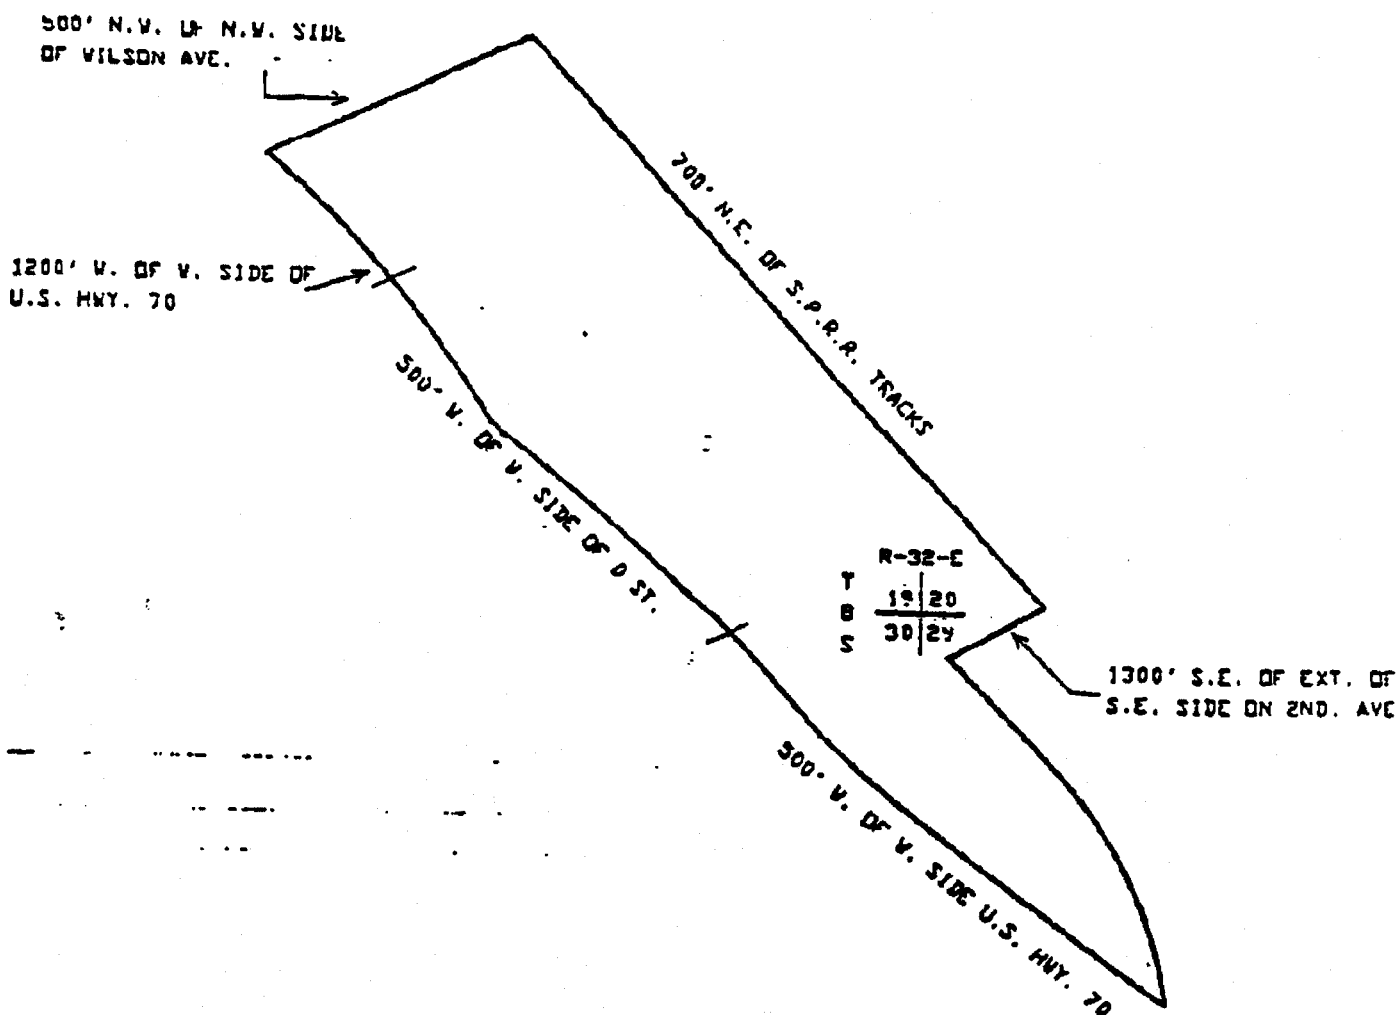 500' N.W. OF N.W. SIDE
OF WILSON AVE.
700' N.E. OF S.P.R.R. TRACKS
1200' W. OF W. SIDE OF
U.S. HWY. 70
500' W. OF W. SIDE OF D ST.
R-32-E
T
8
S
19 20
30 29
1300' S.E. OF EXT. OF
S.E. SIDE ON 2ND. AVE
500' W. OF W. SIDE U.S. HWY. 70